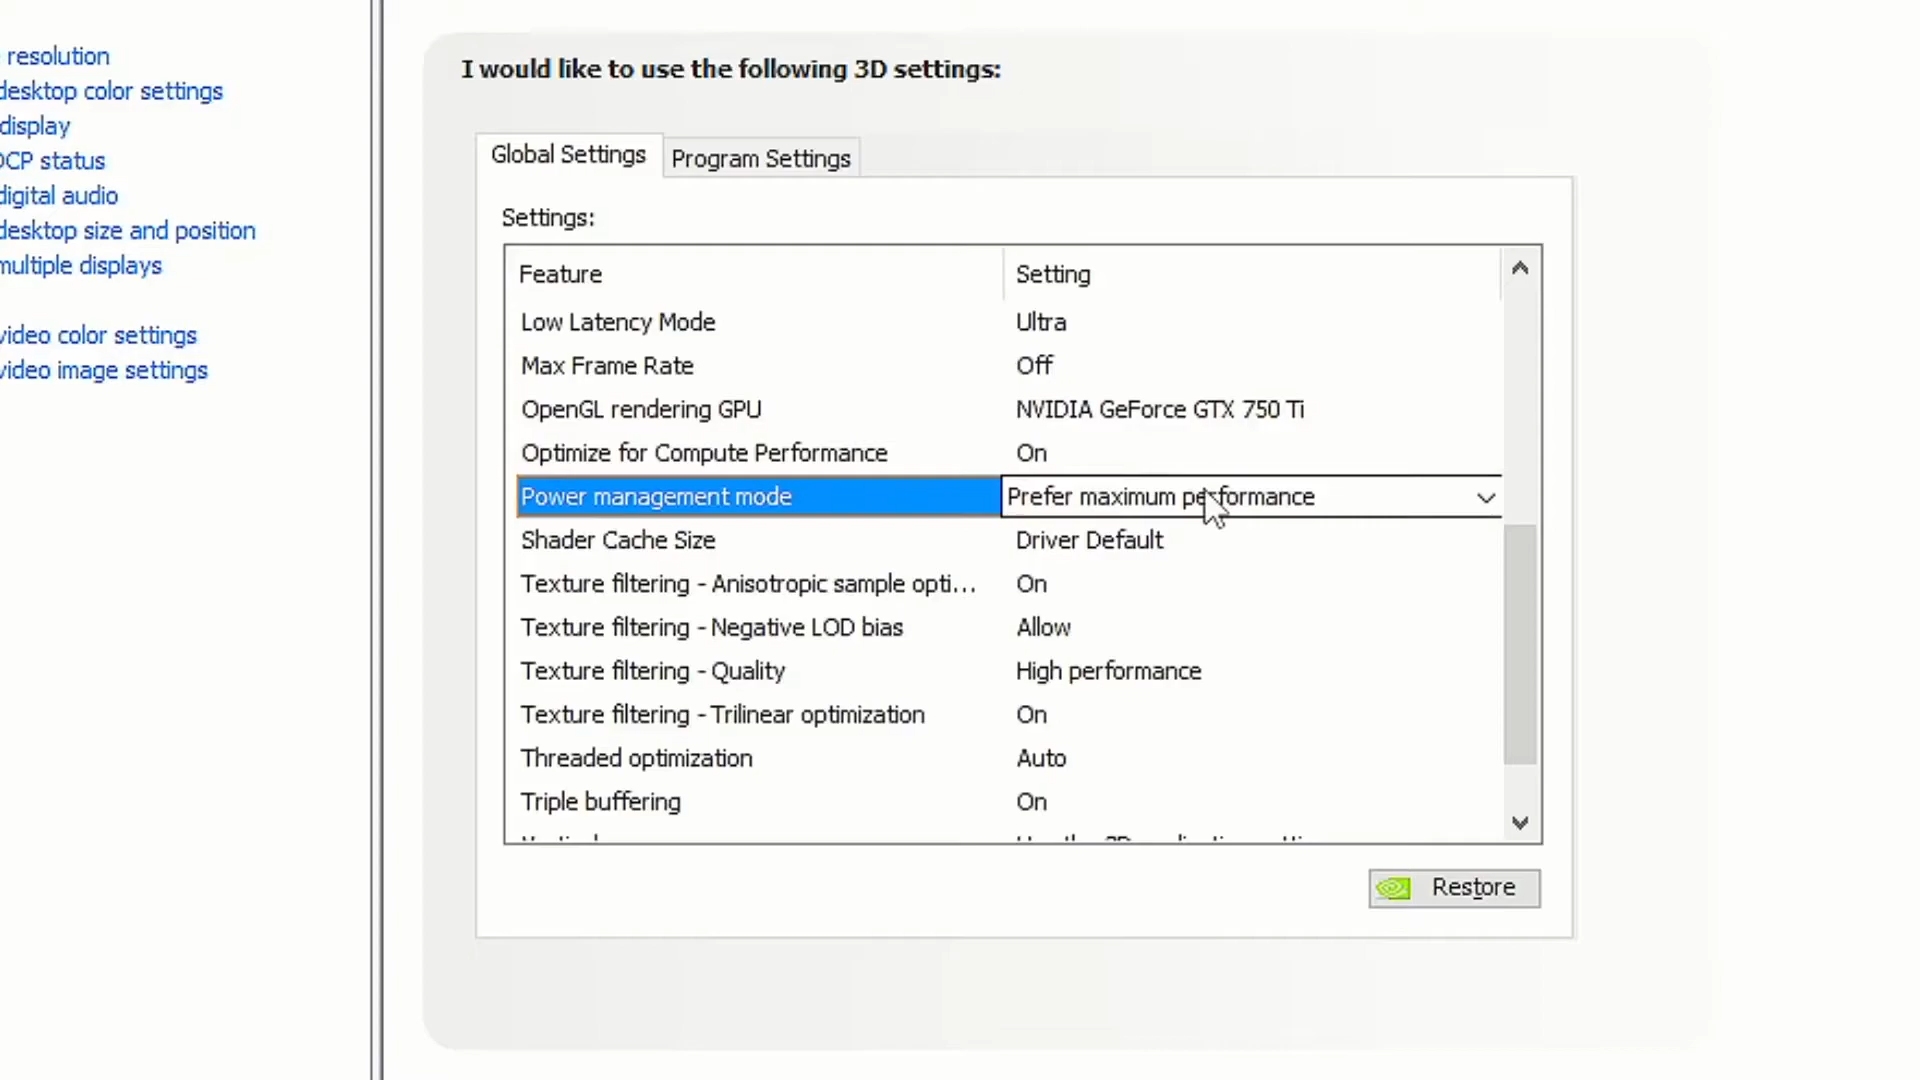 resolution
desktop color settings
display
DCP status
digital audio
desktop size and position
multiple displays
video color settings
video image settings
I would like to use the following 3D settings:
Global Settings
Program Settings
Settings:
Feature Setting
Low Latency Mode Ultra
Max Frame Rate Off
OpenGL rendering GPU NVIDIA GeForce GTX 750 Ti
Optimize for Compute Performance On
Power management mode Prefer maximum performance
Shader Cache Size Driver Default
Texture filtering - Anisotropic sample opti... On
Texture filtering - Negative LOD bias Allow
Texture filtering - Quality High performance
Texture filtering - Trilinear optimization On
Threaded optimization Auto
Triple buffering On
Restore